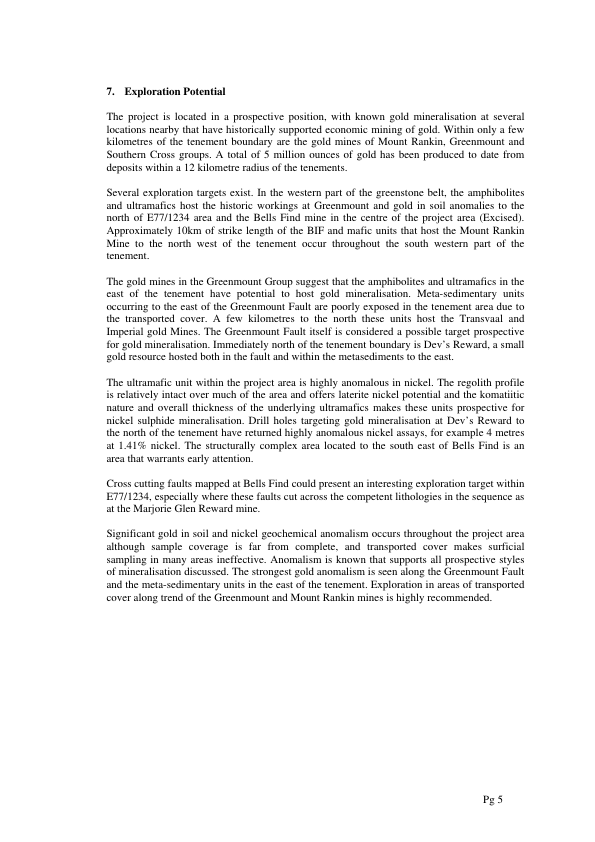 7. Exploration Potential
The project is located in a prospective position, with known gold mineralisation at several
locations nearby that have historically supported economic mining of gold. Within only a few
kilometres of the tenement boundary are the gold mines of Mount Rankin, Greenmount and
Southern Cross groups. A total of 5 million ounces of gold has been produced to date from
deposits within a 12 kilometre radius of the tenements.
Several exploration targets exist. In the western part of the greenstone belt, the amphibolites
and ultramafics host the historic workings at Greenmount and gold in soil anomalies to the
north of E77/1234 area and the Bells Find mine in the centre of the project area (Excised).
Approximately 10km of strike length of the BIF and mafic units that host the Mount Rankin
Mine to the north west of the tenement occur throughout the south western part of the
tenement.
The gold mines in the Greenmount Group suggest that the amphibolites and ultramafics in the
east of the tenement have potential to host gold mineralisation. Meta-sedimentary units
occurring to the east of the Greenmount Fault are poorly exposed in the tenement area due to
the transported cover. A few kilometres to the north these units host the Transvaal and
Imperial gold Mines. The Greenmount Fault itself is considered a possible target prospective
for gold mineralisation. Immediately north of the tenement boundary is Dev's Reward, a small
gold resource hosted both in the fault and within the metasediments to the east.
The ultramafic unit within the project area is highly anomalous in nickel. The regolith profile
is relatively intact over much of the area and offers laterite nickel potential and the komatiitic
nature and overall thickness of the underlying ultramafics makes these units prospective for
nickel sulphide mineralisation. Drill holes targeting gold mineralisation at Dev's Reward to
the north of the tenement have returned highly anomalous nickel assays, for example 4 metres
at 1.41% nickel. The structurally complex area located to the south east of Bells Find is an
area that warrants early attention.
Cross cutting faults mapped at Bells Find could present an interesting exploration target within
E77/1234, especially where these faults cut across the competent lithologies in the sequence as
at the Marjorie Glen Reward mine.
Significant gold in soil and nickel geochemical anomalism occurs throughout the project area
although sample coverage is far from complete, and transported cover makes surficial
sampling in many areas ineffective. Anomalism is known that supports all prospective styles
of mineralisation discussed. The strongest gold anomalism is seen along the Greenmount Fault
and the meta-sedimentary units in the east of the tenement. Exploration in areas of transported
cover along trend of the Greenmount and Mount Rankin mines is highly recommended.
Pg 5